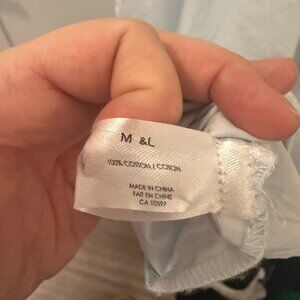 M &L
100% COTTON / COTON
MADE IN CHINA
FAIT EN CHINE
CA 10597